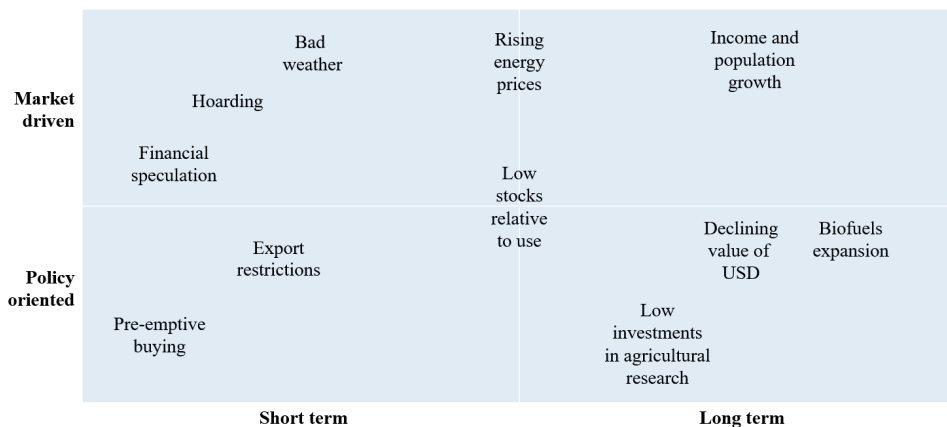 Bad
weather
Rising
energy
prices
Income and
population
growth
Market
driven
Hoarding
Financial
speculation
Low
stocks
relative
to use
Policy
oriented
Export
restrictions
Declining
value of
USD
Biofuels
expansion
Pre-emptive
buying
Low
investments
in agricultural
research
Short term
Long term